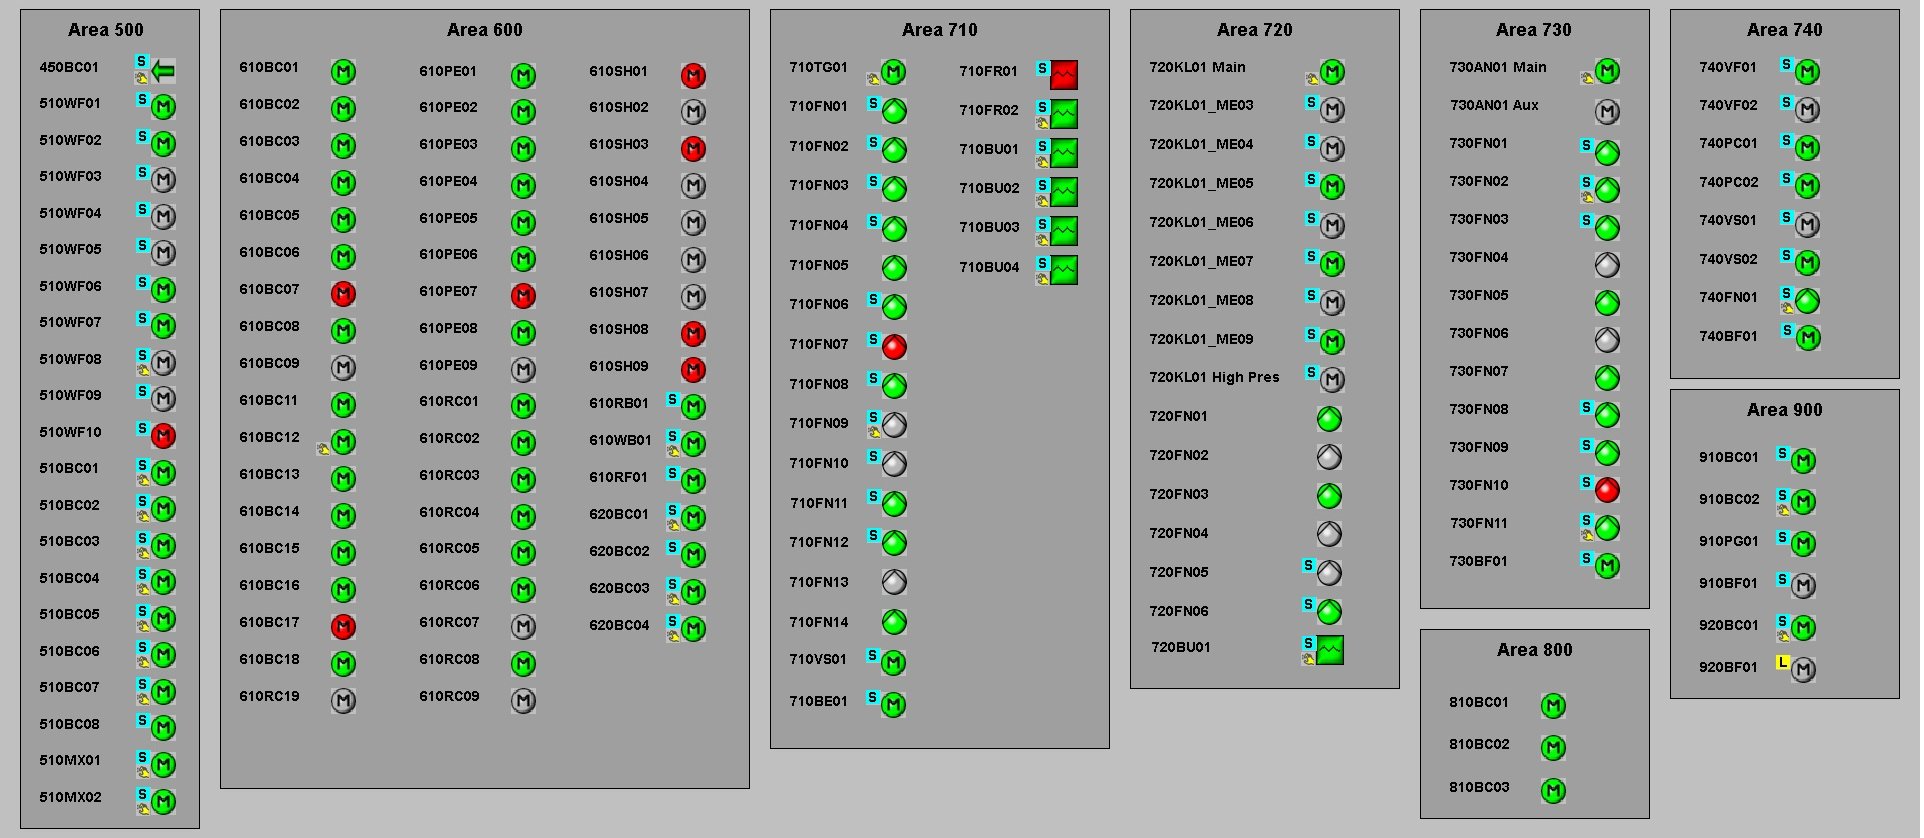 Area 500
450BC01 S
510WF01 S M
510WF02 S M
510WF03 S M
510WF04 S M
510WF05 S M
510WF06 S M
510WF07 S M
510WF08 S M
510WF09 S M
510WF10 S M
510BC01 S M
510BC02 S M
510BC03 S M
510BC04 S M
510BC05 S M
510BC06 S M
510BC07 S M
510BC08 S M
510MX01 S M
510MX02 S M
Area 600
610BC01 M
610BC02 M
610BC03 M
610BC04 M
610BC05 M
610BC06 M
610BC07 M
610BC08 M
610BC09 M
610BC11 M
610BC12 M
610BC13 M
610BC14 M
610BC15 M
610BC16 M
610BC17 M
610BC18 M
610RC19 M
610PE01 M
610PE02 M
610PE03 M
610PE04 M
610PE05 M
610PE06 M
610PE07 M
610PE08 M
610PE09 M
610RC01 M
610RC02 M
610RC03 M
610RC04 M
610RC05 M
610RC06 M
610RC07 M
610RC08 M
610RC09 M
610SH01 M
610SH02 M
610SH03 M
610SH04 M
610SH05 M
610SH06 M
610SH07 M
610SH08 M
610SH09 M
610RB01 S M
610WB01 S M
610RF01 S M
620BC01 S M
620BC02 S M
620BC03 S M
620BC04 S M
Area 710
710TG01 M
710FN01 S
710FN02 S
710FN03 S
710FN04 S
710FN05
710FN06 S
710FN07 S
710FN08 S
710FN09 S
710FN10 S
710FN11 S
710FN12 S
710FN13
710FN14
710VS01 S M
710BE01 S M
710FR01 S
710FR02 S
710BU01 S
710BU02 S
710BU03 S
710BU04 S
Area 720
720KL01 Main M
720KL01_ME03 S M
720KL01_ME04 S M
720KL01_ME05 S M
720KL01_ME06 S M
720KL01_ME07 S M
720KL01_ME08 S M
720KL01_ME09 S M
720KL01 High Pres S M
720FN01
720FN02
720FN03
720FN04
720FN05 S
720FN06 S
720BU01 S
Area 730
730AN01 Main M
730AN01 Aux M
730FN01 S
730FN02 S
730FN03 S
730FN04
730FN05
730FN06
730FN07
730FN08 S
730FN09 S
730FN10 S
730FN11 S
730BF01 S M
Area 800
810BC01 M
810BC02 M
810BC03 M
Area 740
740VF01 S M
740VF02 S M
740PC01 S M
740PC02 S M
740VS01 S M
740VS02 S M
740FN01 S
740BF01 S M
Area 900
910BC01 S M
910BC02 S M
910PG01 S M
910BF01 S M
920BC01 S M
920BF01 L M